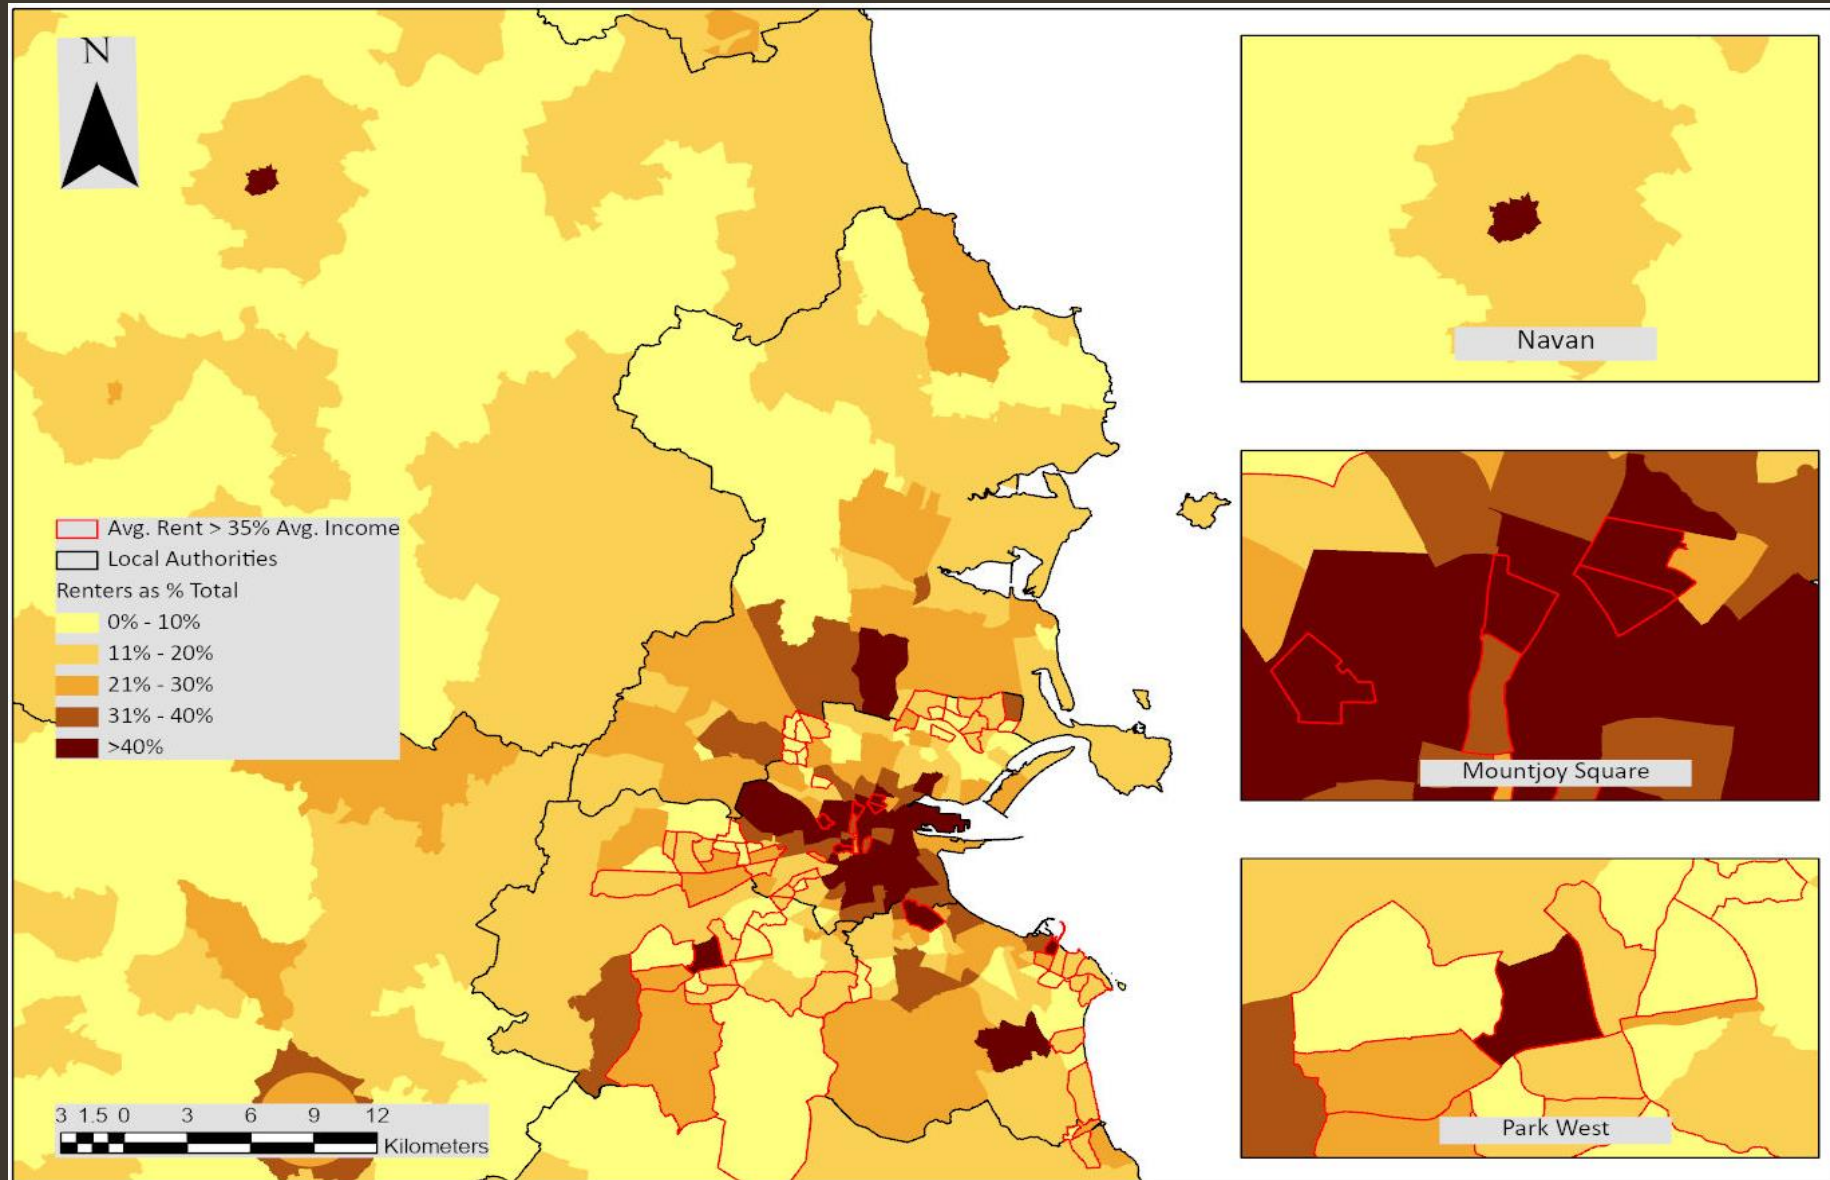 N
Avg. Rent > 35% Avg. Income
Local Authorities
Renters as % Total
0% - 10%
11% - 20%
21% - 30%
31% - 40%
>40%
3 1.5 0 3 6 9 12
Kilometers
Navan
Mountjoy Square
Park West